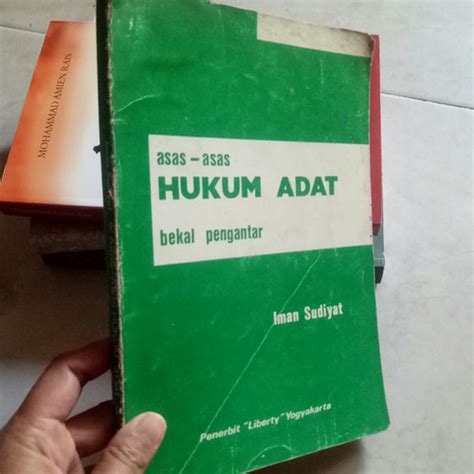 MOHAMMAD AMIEN RAIS
asas - asas
HUKUM ADAT
bekal pengantar
Iman Sudiyat
Penerbit "Liberty" Yogyakarta